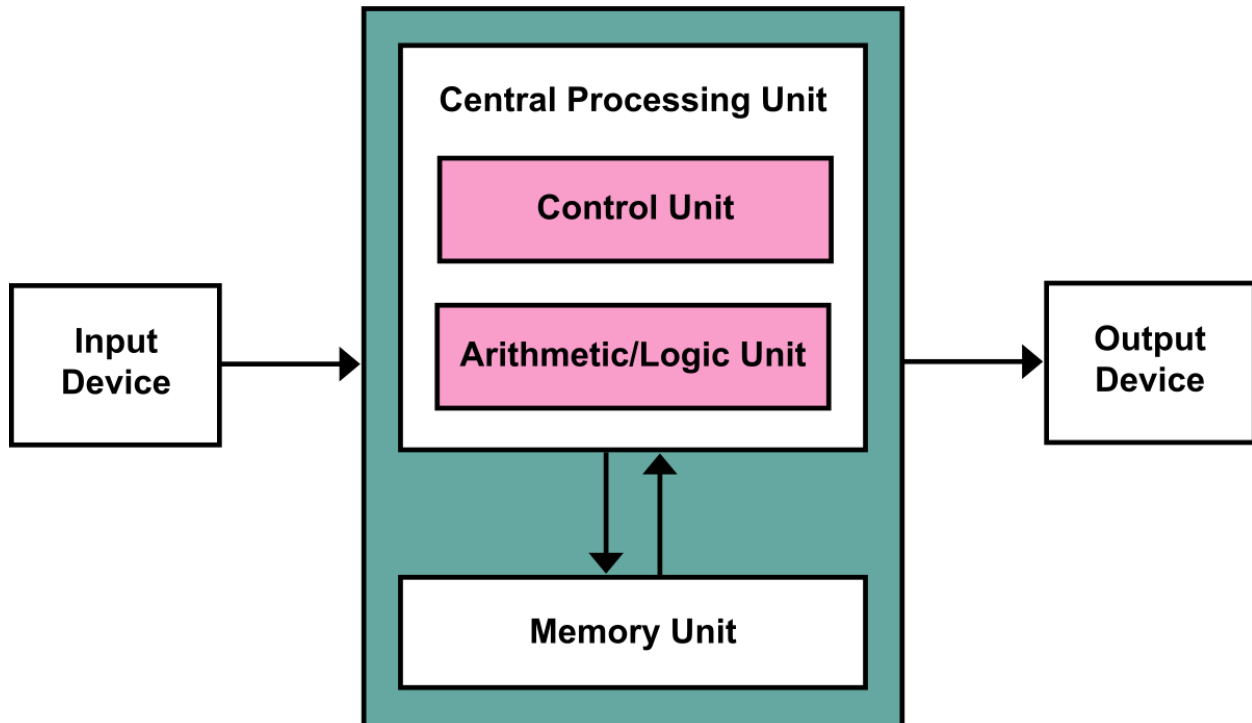 Central Processing Unit
Control Unit
Arithmetic/Logic Unit
Input
Device
Output
Device
Memory Unit